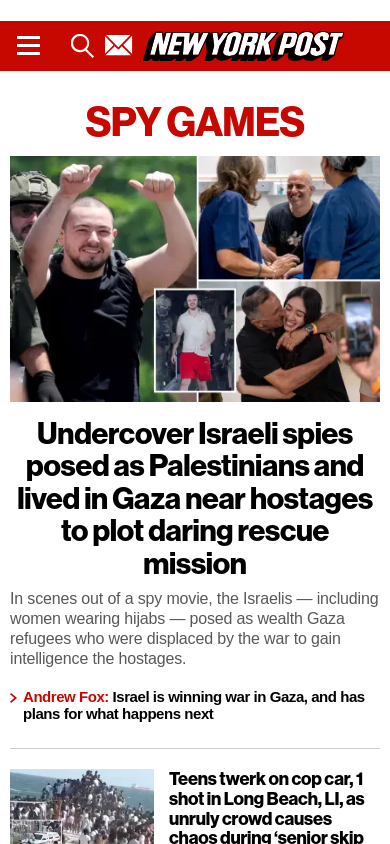 NEW YORK POST
SPY GAMES
Undercover Israeli spies
posed as Palestinians and
lived in Gaza near hostages
to plot daring rescue
mission
In scenes out of a spy movie, the Israelis — including
women wearing hijabs — posed as wealth Gaza
refugees who were displaced by the war to gain
intelligence the hostages.
Andrew Fox: Israel is winning war in Gaza, and has
plans for what happens next
Teens twerk on cop car, 1
shot in Long Beach, LI, as
unruly crowd causes
chaos during ‘senior skip